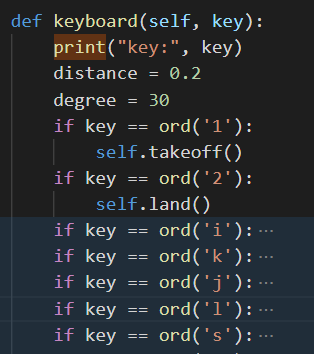 def keyboard(self, key):
    print("key:", key)
    distance = 0.2
    degree = 30
    if key == ord('1'):
        self.takeoff()
    if key == ord('2'):
        self.land()
    if key == ord('i'):···
    if key == ord('k'):···
    if key == ord('j'):···
    if key == ord('l'):···
    if key == ord('s'):···